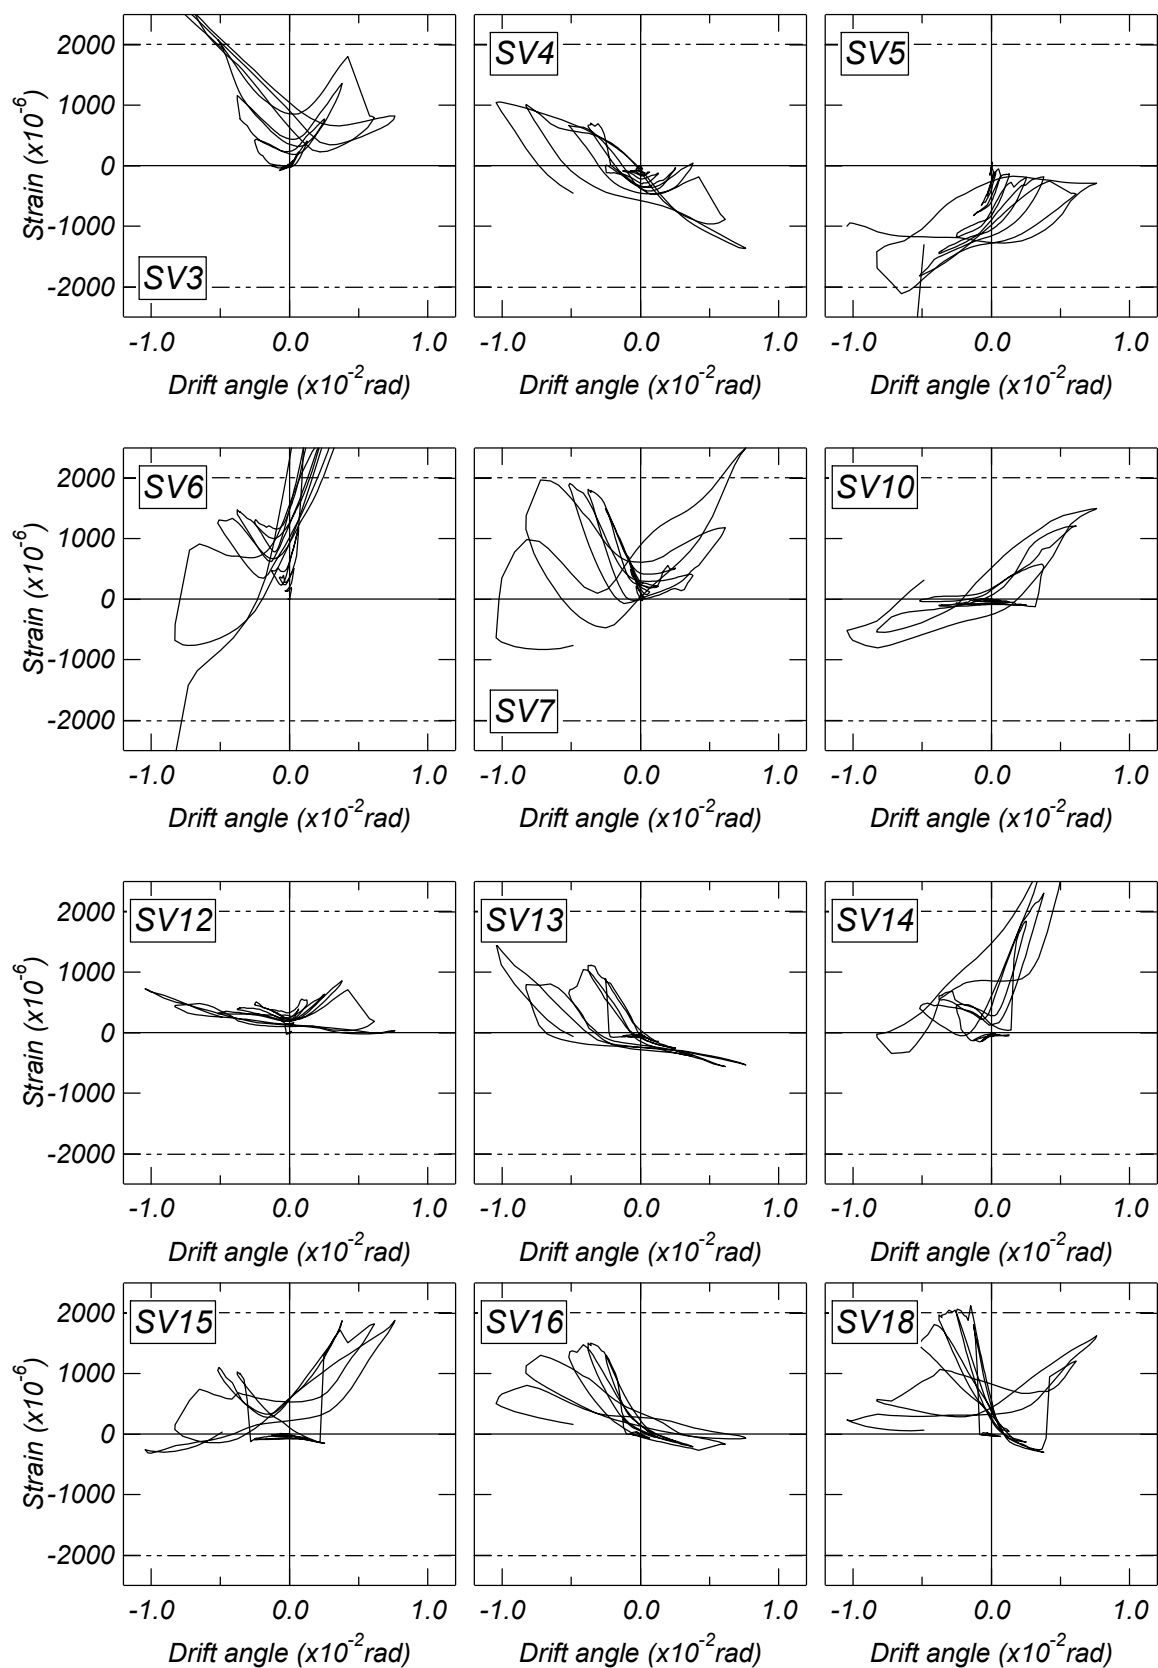 2000
SV4
SV5
1000
0
-1000
SV3
-2000
Strain (x10-6)
-1.0 0.0 1.0
-1.0 0.0 1.0
-1.0 0.0 1.0
Drift angle (x10-2rad)
Drift angle (x10-2rad)
Drift angle (x10-2rad)
2000
SV6
SV10
1000
0
-1000
SV7
-2000
Strain (x10-6)
-1.0 0.0 1.0
-1.0 0.0 1.0
-1.0 0.0 1.0
Drift angle (x10-2rad)
Drift angle (x10-2rad)
Drift angle (x10-2rad)
2000
SV12
SV13
SV14
1000
0
-1000
-2000
Strain (x10-6)
-1.0 0.0 1.0
-1.0 0.0 1.0
-1.0 0.0 1.0
Drift angle (x10-2rad)
Drift angle (x10-2rad)
Drift angle (x10-2rad)
2000
SV15
SV16
SV18
1000
0
-1000
-2000
Strain (x10-6)
-1.0 0.0 1.0
-1.0 0.0 1.0
-1.0 0.0 1.0
Drift angle (x10-2rad)
Drift angle (x10-2rad)
Drift angle (x10-2rad)